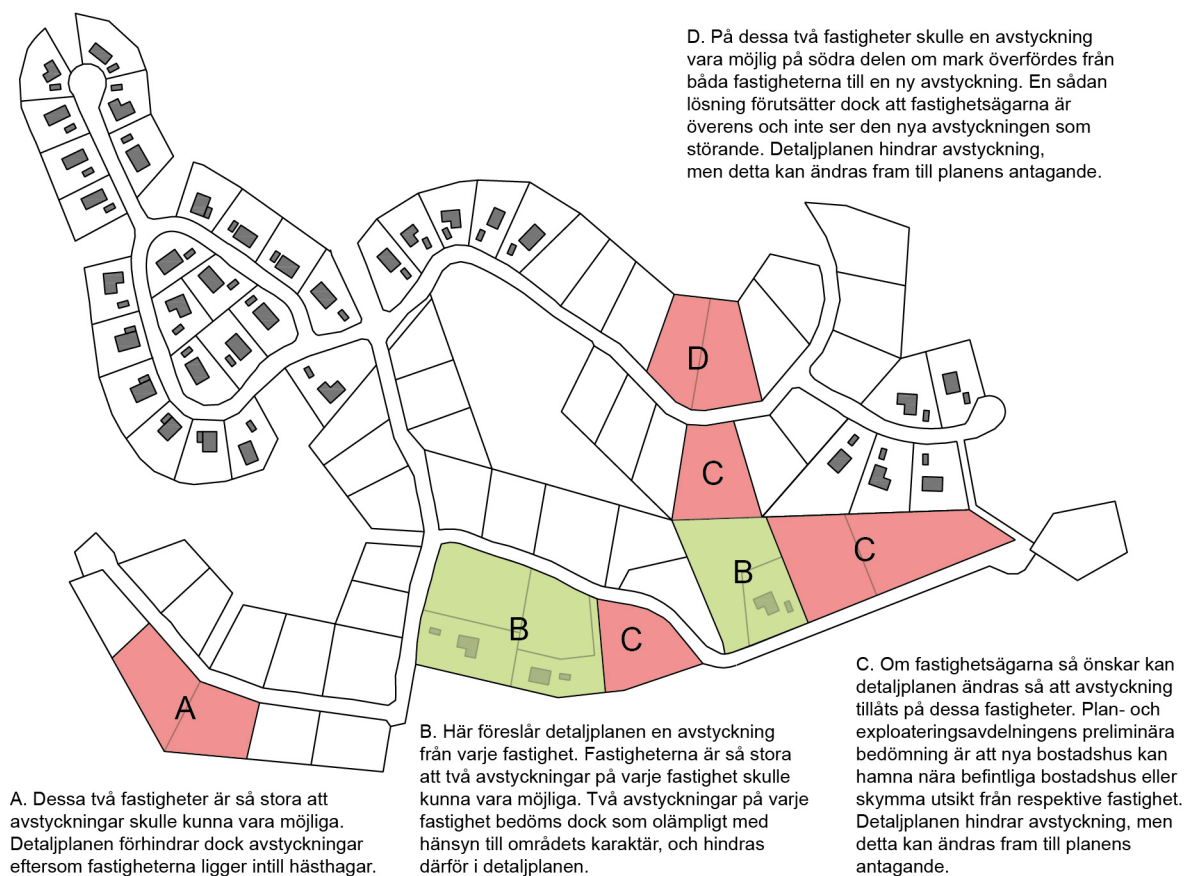 D. På dessa två fastigheter skulle en avstyckning
vara möjlig på södra delen om mark överfördes från
båda fastigheterna till en ny avstyckning. En sådan
lösning förutsätter dock att fastighetsägarna är
överens och inte ser den nya avstyckningen som
störande. Detaljplanen hindrar avstyckning,
men detta kan ändras fram till planens antagande.
D
C
C
B
B
C
A
A. Dessa två fastigheter är så stora att
avstyckningar skulle kunna vara möjliga.
Detaljplanen förhindrar dock avstyckningar
eftersom fastigheterna ligger intill hästhagar.
B. Här föreslår detaljplanen en avstyckning
från varje fastighet. Fastigheterna är så stora
att två avstyckningar på varje fastighet skulle
kunna vara möjliga. Två avstyckningar på varje
fastighet bedöms dock som olämpligt med
hänsyn till områdets karaktär, och hindras
därför i detaljplanen.
C. Om fastighetsägarna så önskar kan
detaljplanen ändras så att avstyckning
tillåts på dessa fastigheter. Plan- och
exploateringsavdelningens preliminära
bedömning är att nya bostadshus kan
hamna nära befintliga bostadshus eller
skymma utsikt från respektive fastighet.
Detaljplanen hindrar avstyckning, men
detta kan ändras fram till planens
antagande.